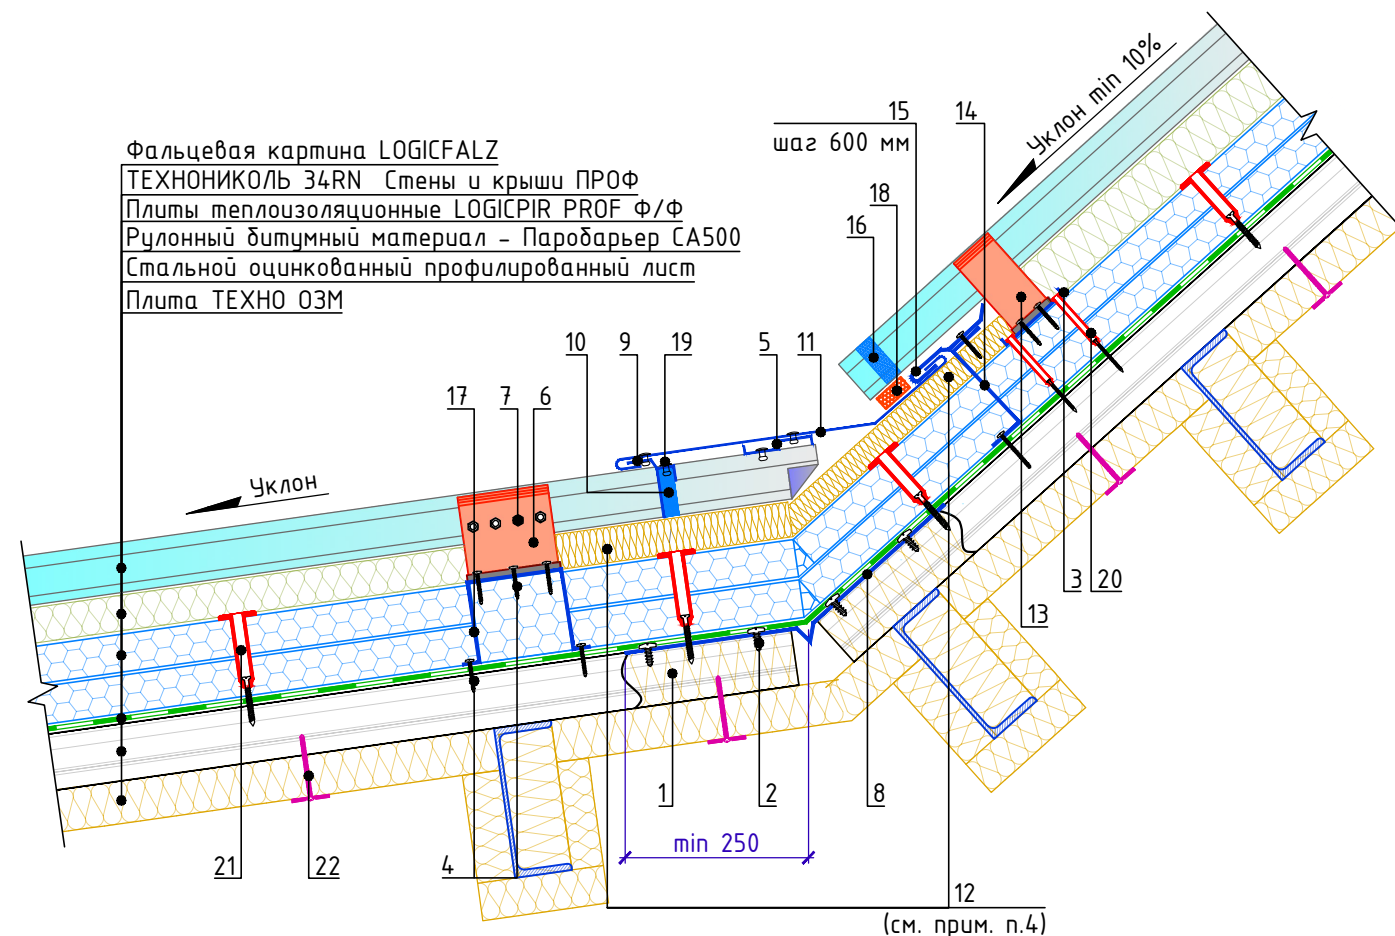 Уклон min 10%
15
14
шаг 600 мм
Фальцевая картина LOGICFALZ
ТЕХНОНИКОЛЬ 34RN Стены и крыши ПРОФ
18
Плиты теплоизоляционные LOGICPIR PROF Ф/Ф
16
Рулонный битумный материал – Паробарьер СА500
Стальной оцинкованный профилированный лист
Плита ТЕХНО ОЗМ
10
9
19
5
11
17
7
6
Уклон
3
20
13
1
2
8
min 250
21
22
4
12
(см. прим. п.4)